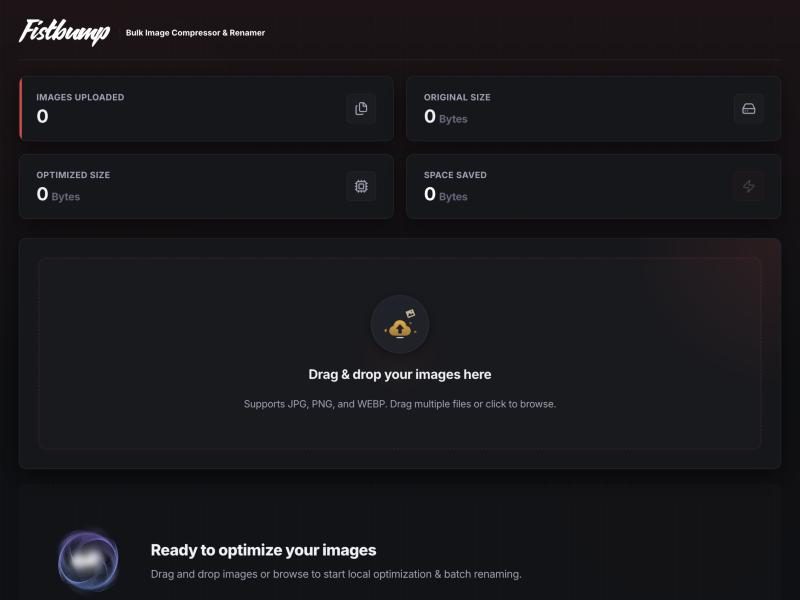 Fistbump
Bulk Image Compressor & Renamer
IMAGES UPLOADED
0
ORIGINAL SIZE
0 Bytes
OPTIMIZED SIZE
0 Bytes
SPACE SAVED
0 Bytes
Drag & drop your images here
Supports JPG, PNG, and WEBP. Drag multiple files or click to browse.
Ready to optimize your images
Drag and drop images or browse to start local optimization & batch renaming.